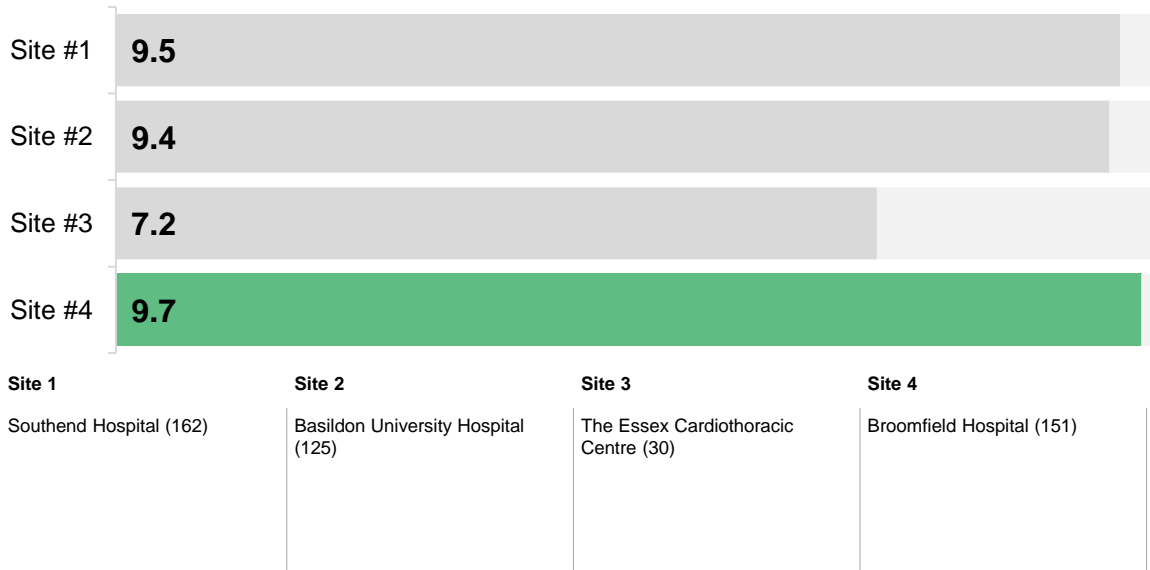 Site #1
9.5
Site #2
9.4
Site #3
7.2
Site #4
9.7
Site 1
Southend Hospital (162)
Site 2
Basildon University Hospital
(125)
Site 3
The Essex Cardiothoracic
Centre (30)
Site 4
Broomfield Hospital (151)